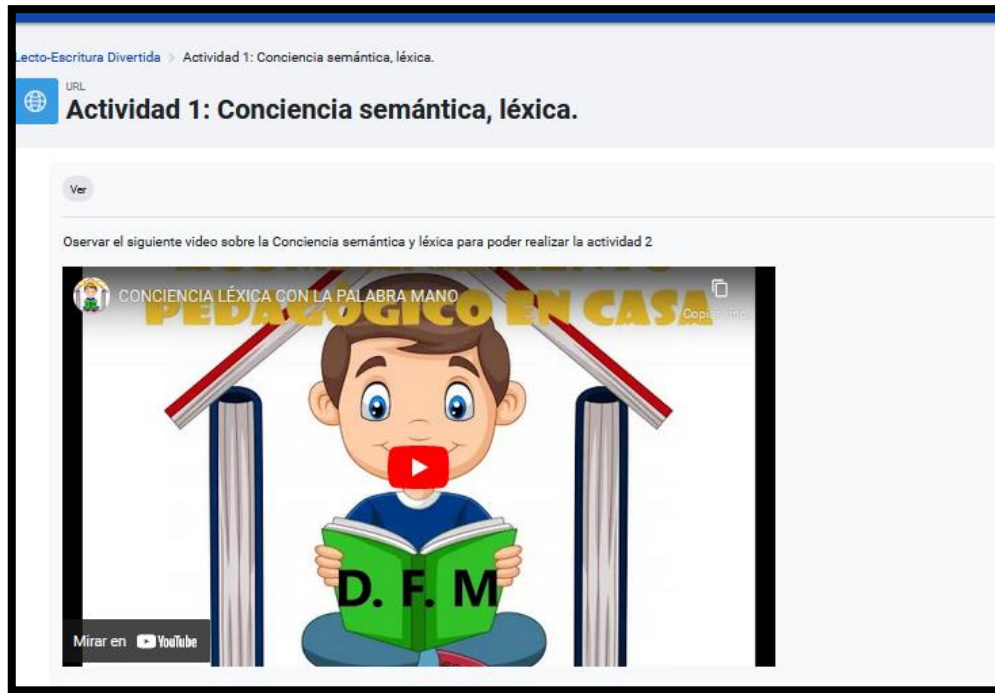 Lecto-Escritura Divertida > Actividad 1: Conciencia semántica, léxica.
URL
Actividad 1: Conciencia semántica, léxica.
Ver
Oservar el siguiente video sobre la Conciencia semántica y léxica para poder realizar la actividad 2
CONCIENCIA LÉXICA CON LA PALABRA MANO
PEDAGOGICO EN CASA
D. F. M
Mirar en YouTube